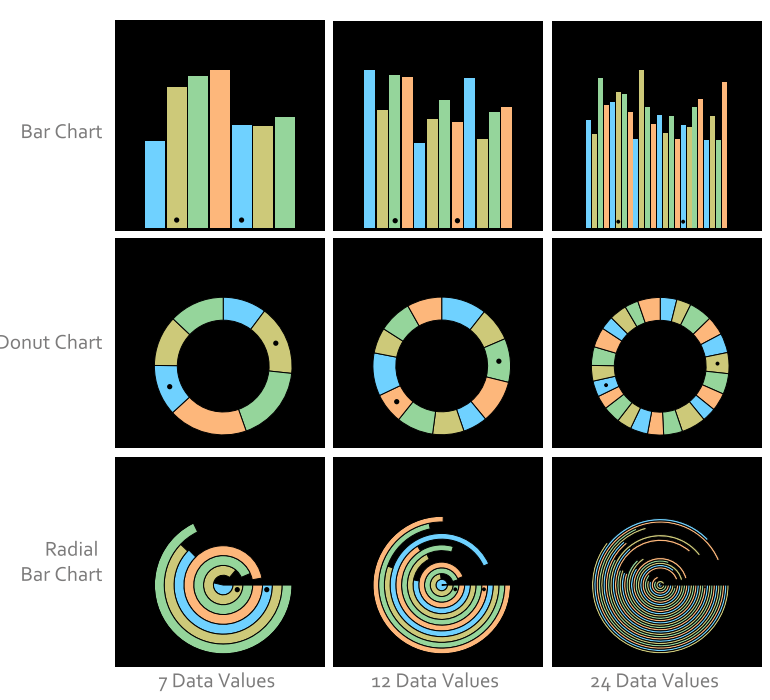 Bar Chart
Donut Chart
Radial
Bar Chart
7 Data Values
12 Data Values
24 Data Values